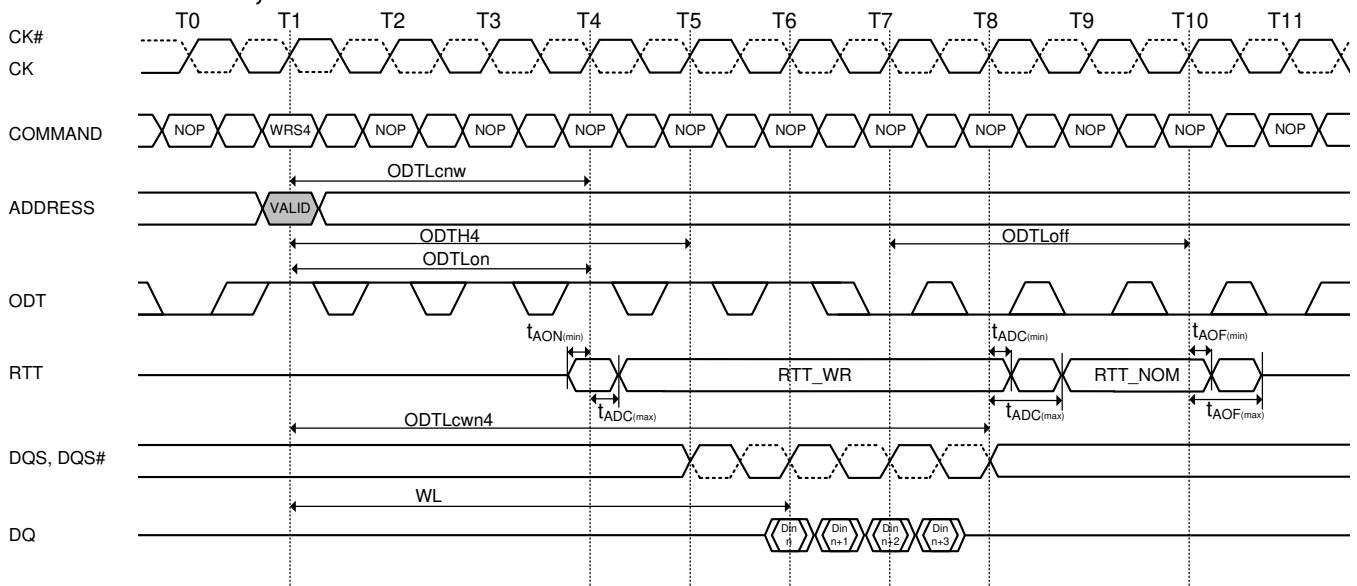 T0 T1 T2 T3 T4 T5 T6 T7 T8 T9 T10 T11
CK#
CK
COMMAND NOP WRS4 NOP NOP NOP NOP NOP NOP NOP NOP NOP NOP
ODTLcnw
ADDRESS VALID
ODTH4 ODTLoff
ODTLon
ODT
tAON(min) tADC(min) tAOF(min)
RTT RTT_WR RTT_NOM
tADC(max) tADC(max) tAOF(max)
ODTLcwn4
DQS, DQS#
WL
DQ Din n Din n+1 Din n+2 Din n+3